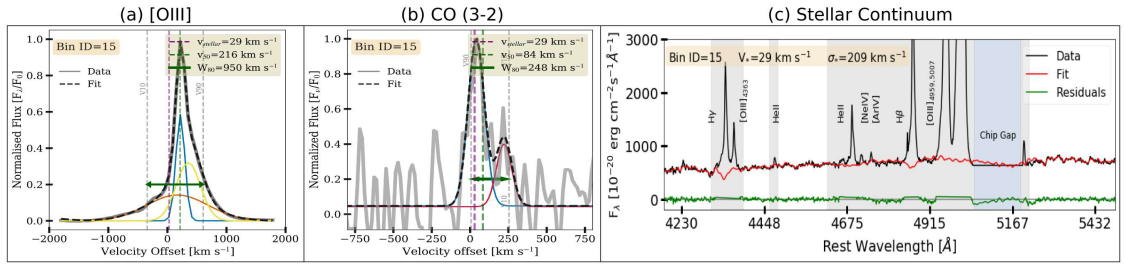 (a) [OIII]
Bin ID=15
v_stellar=29 km s⁻¹
v₅₀=216 km s⁻¹
W₈₀=950 km s⁻¹
Data
Fit
V10
V90
Normalised Flux [Fᵥ/F₀]
1.0
0.8
0.6
0.4
0.2
0.0
−2000 −1000 0 1000 2000
Velocity Offset [km s⁻¹]
(b) CO (3-2)
Bin ID=15
v_stellar=29 km s⁻¹
v₅₀=84 km s⁻¹
W₈₀=248 km s⁻¹
Data
Fit
V90
Normalized Flux [Fᵥ/F₀]
1.0
0.8
0.6
0.4
0.2
0.0
−750 −500 −250 0 250 500 750
Velocity offset [km s⁻¹]
(c) Stellar Continuum
Bin ID=15 V*=29 km s⁻¹ σ*=209 km s⁻¹
Data
Fit
Residuals
Hγ
[OIII]₄₃₆₃
HeII
HeII
[NeIV]
[ArIV]
Hβ
[OIII]₄₉₅₉,₅₀₀₇
Chip Gap
F_λ [10⁻²⁰ erg cm⁻²s⁻¹Å⁻¹]
3000
2000
1000
0
4230 4448 4675 4915 5167 5432
Rest Wavelength [Å]